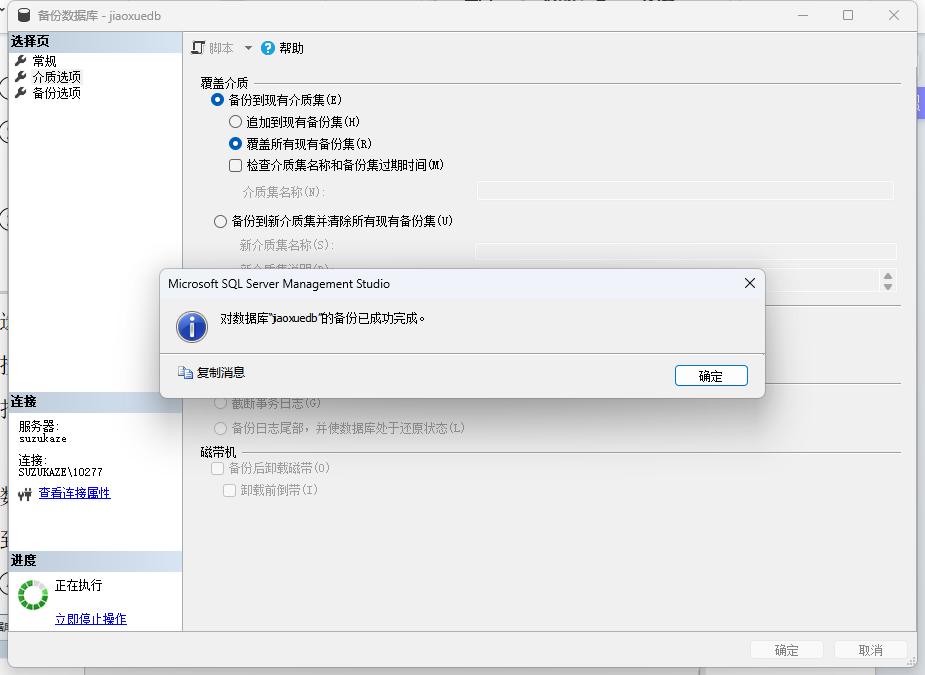 备份数据库 - jiaoxuedb
选择页
常规
介质选项
备份选项
脚本
帮助
覆盖介质
备份到现有介质集(E)
追加到现有备份集(H)
覆盖所有现有备份集(R)
检查介质集名称和备份集过期时间(M)
介质集名称(N):
备份到新介质集并清除所有现有备份集(U)
新介质集名称(S):
Microsoft SQL Server Management Studio
对数据库"jiaoxuedb"的备份已成功完成。
复制消息
确定
截断事务日志(G)
备份日志尾部，并使数据库处于还原状态(L)
磁带机
备份后卸载磁带(O)
卸载前倒带(I)
连接
服务器:
suzukaze
连接:
SUZUKAZE\10277
查看连接属性
进度
正在执行
立即停止操作
确定
取消